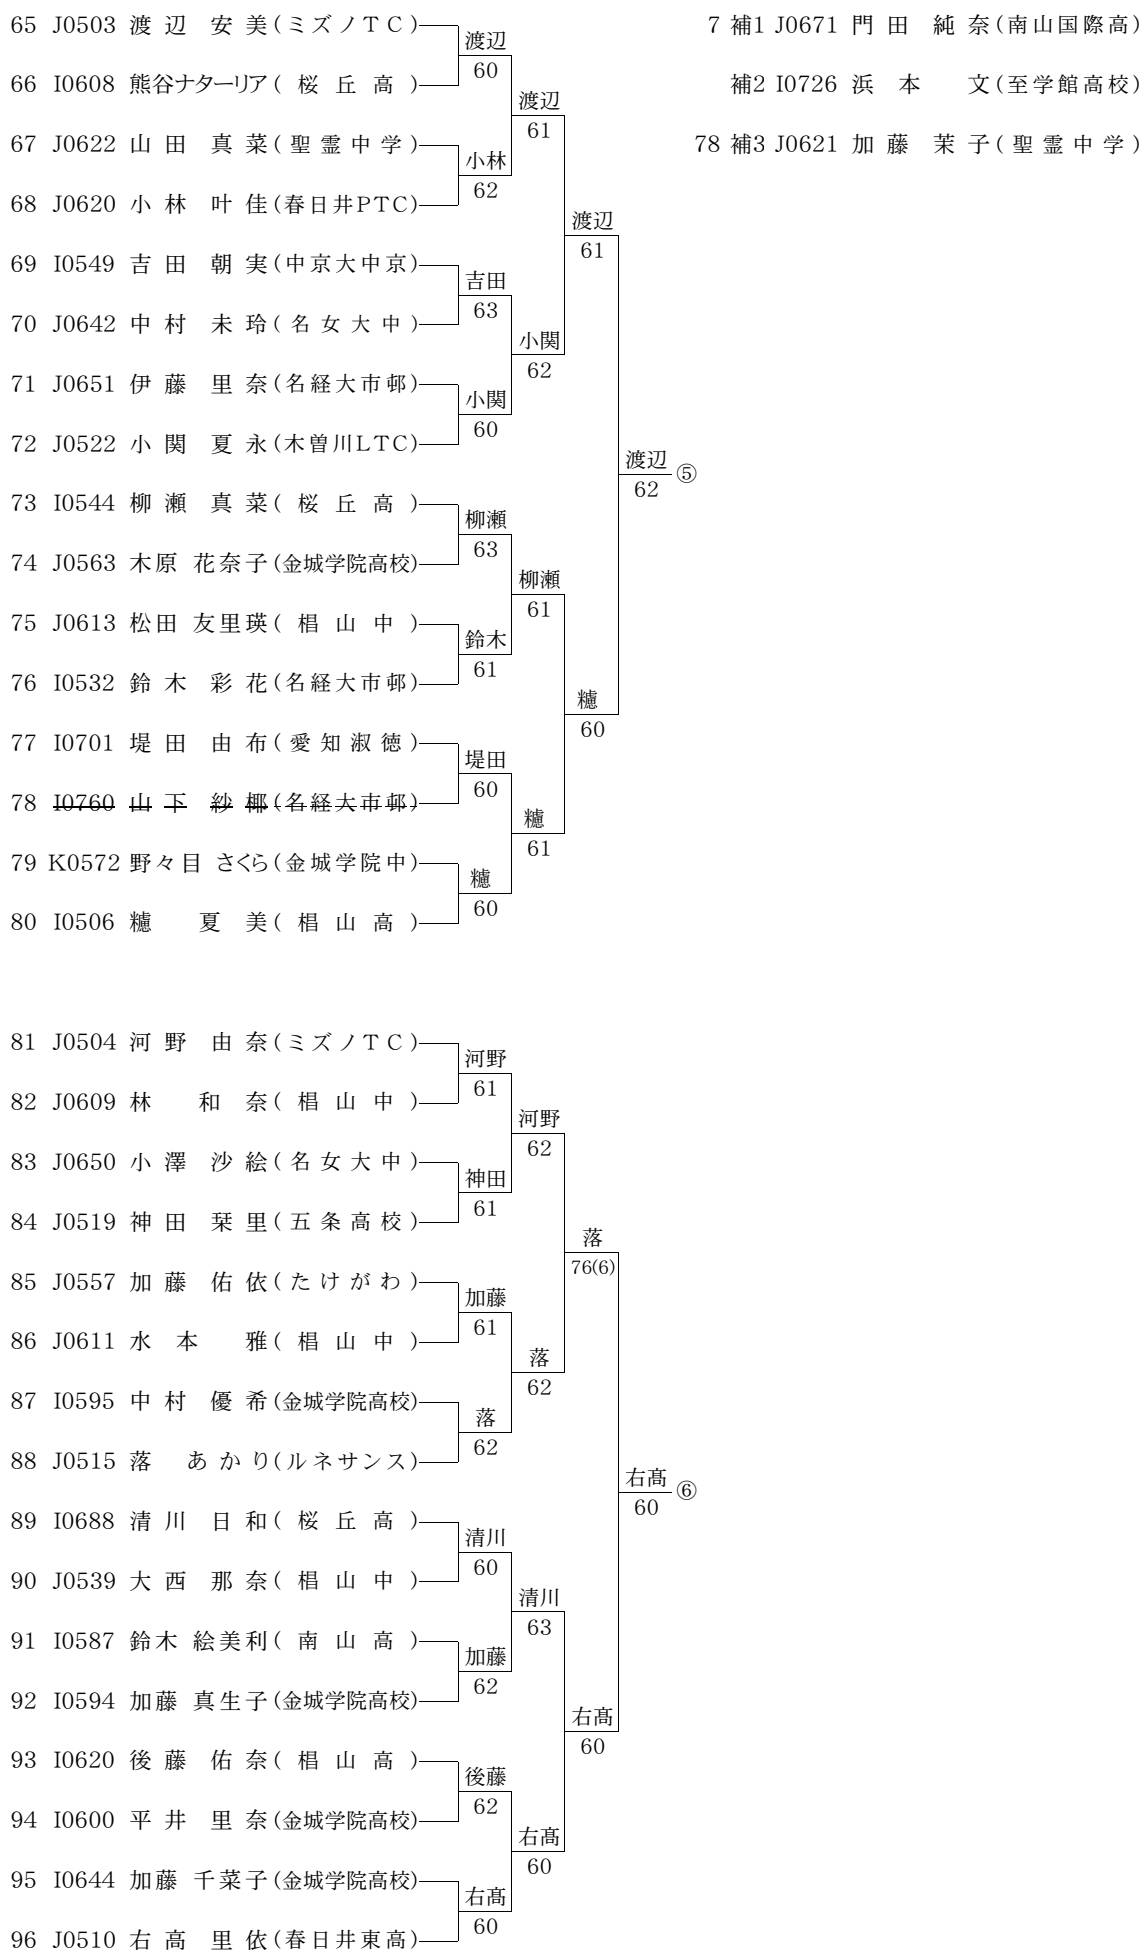 65 J0503 渡辺 安美(ミズノTC)
渡辺
60
66 I0608 熊谷ナターリア(桜丘高)
渡辺
61
67 J0622 山田 真菜(聖霊中学)
小林
62
68 J0620 小林 叶佳(春日井PTC)
渡辺
61
69 I0549 吉田 朝実(中京大中京)
吉田
63
70 J0642 中村 未玲(名女大中)
小関
62
71 J0651 伊藤 里奈(名経大市邨)
小関
60
72 J0522 小関 夏永(木曽川LTC)
渡辺 ⑤
62
73 I0544 柳瀬 真菜(桜丘高)
柳瀬
63
74 J0563 木原 花奈子(金城学院高校)
柳瀬
61
75 J0613 松田 友里瑛(椙山中)
鈴木
61
76 I0532 鈴木 彩花(名経大市邨)
糟
60
77 I0701 堤田 由布(愛知淑徳)
堤田
60
78 I0760 山下 紗椰(名経大市邨)
61
79 K0572 野々目 さくら(金城学院中)
60
80 I0506 夏美(椙山高)
7 補1 J0671 門田 純奈(南山国際高)
補2 I0726 浜本 文(至学館高校)
78 補3 J0621 加藤 茉子(聖霊中学)
81 J0504 河野 由奈(ミズノTC)
河野
61
82 J0609 林 和奈(椙山中)
河野
62
83 J0650 小澤 沙絵(名女大中)
神田
61
84 J0519 神田 栞里(五条高校)
落
76(6)
85 J0557 加藤 佑依(たけがわ)
加藤
61
86 J0611 水本 雅(椙山中)
落
62
87 I0595 中村 優希(金城学院高校)
落
62
88 J0515 落 あかり(ルネサンス)
右髙 ⑥
60
89 I0688 清川 日和(桜丘高)
清川
60
90 J0539 大西 那奈(椙山中)
清川
63
91 I0587 鈴木 絵美利(南山高)
加藤
62
92 I0594 加藤 真生子(金城学院高校)
右髙
60
93 I0620 後藤 佑奈(椙山高)
後藤
62
94 I0600 平井 里奈(金城学院高校)
右髙
60
95 I0644 加藤 千菜子(金城学院高校)
右髙
60
96 J0510 右高 里依(春日井東高)